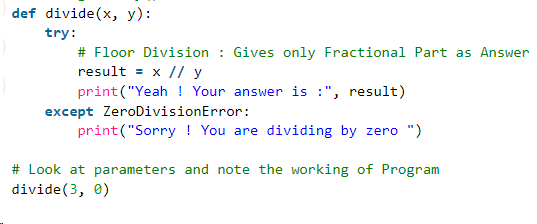 def divide(x, y):
    try:
        # Floor Division : Gives only Fractional Part as Answer
        result = x // y
        print("Yeah ! Your answer is :", result)
    except ZeroDivisionError:
        print("Sorry ! You are dividing by zero ")
# Look at parameters and note the working of Program
divide(3, 0)